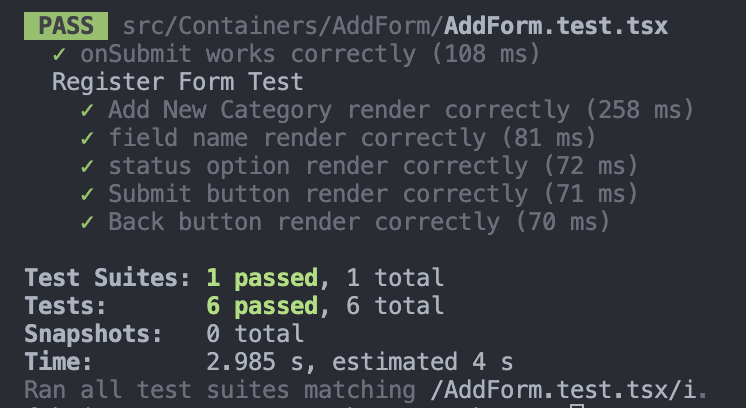 PASS src/Containers/AddForm/AddForm.test.tsx
✓ onSubmit works correctly (108 ms)
Register Form Test
✓ Add New Category render correctly (258 ms)
✓ field name render correctly (81 ms)
✓ status option render correctly (72 ms)
✓ Submit button render correctly (71 ms)
✓ Back button render correctly (70 ms)
Test Suites: 1 passed, 1 total
Tests: 6 passed, 6 total
Snapshots: 0 total
Time: 2.985 s, estimated 4 s
Ran all test suites matching /AddForm.test.tsx/i.